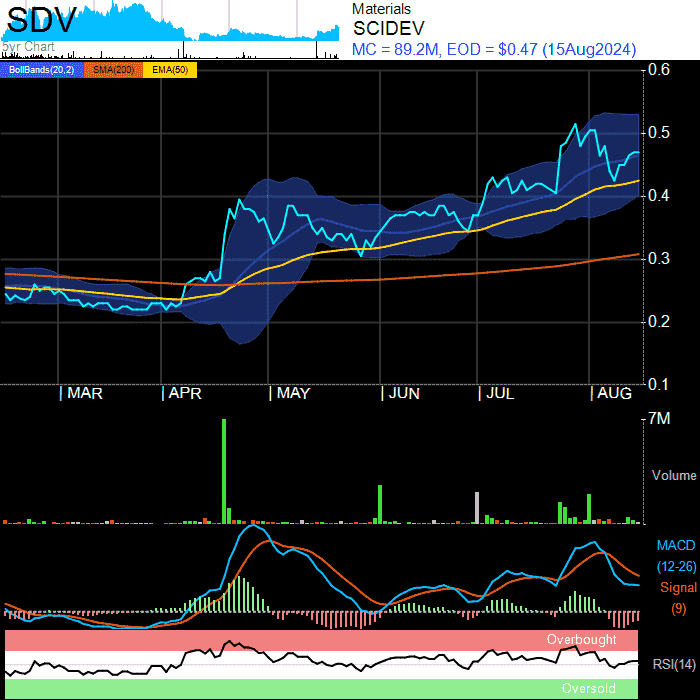 SDV
5yr Chart
Materials
SCIDEV
MC = 89.2M, EOD = $0.47 (15Aug2024)
BollBands(20,2) SMA(200) EMA(50)
0.6
0.5
0.4
0.3
0.2
0.1
MAR APR MAY JUN JUL AUG
7M
Volume
MACD
(12-26)
Signal
(9)
Overbought
RSI(14)
Oversold